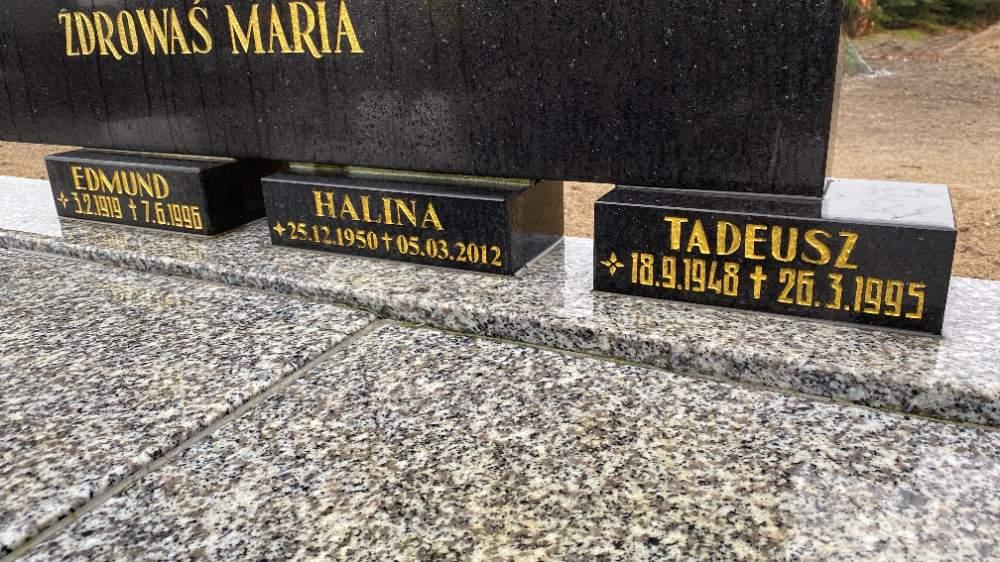 ZDROWAŚ MARIA
EDMUND
3.2.1919 † 7.6.1996
HALINA
25.12.1950 † 05.03.2012
TADEUSZ
18.9.1948 † 26.3.1995